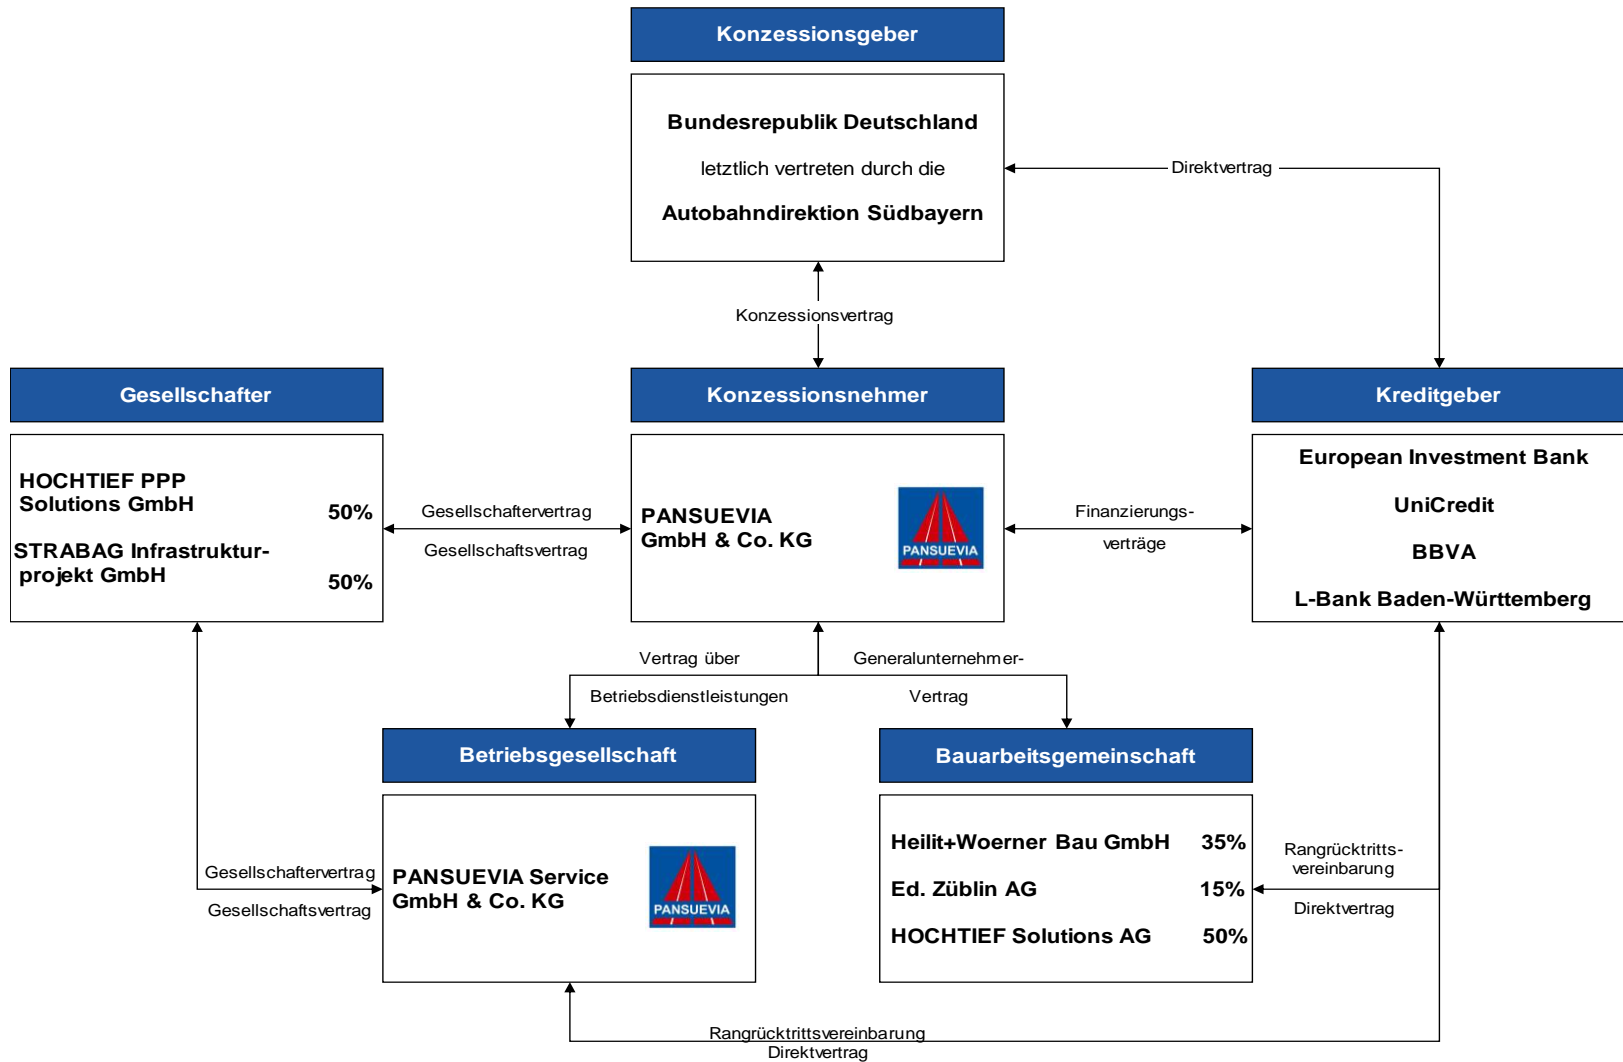 Konzessionsgeber
Bundesrepublik Deutschland
letztlich vertreten durch die
Autobahndirektion Südbayern
Direktvertrag
Konzessionsvertrag
Gesellschafter
Konzessionsnehmer
Kreditgeber
HOCHTIEF PPP
Solutions GmbH 50%
STRABAG Infrastruktur-
projekt GmbH 50%
Gesellschaftervertrag
Gesellschaftsvertrag
PANSUEVIA
GmbH & Co. KG
PANSUEVIA
Finanzierungs-
verträge
European Investment Bank
UniCredit
BBVA
L-Bank Baden-Württemberg
Vertrag über
Betriebsdienstleistungen
Generalunternehmer-
Vertrag
Betriebsgesellschaft
Bauarbeitsgemeinschaft
Gesellschaftervertrag
Gesellschaftsvertrag
PANSUEVIA Service
GmbH & Co. KG
PANSUEVIA
Heilit+Woerner Bau GmbH 35%
Ed. Züblin AG 15%
HOCHTIEF Solutions AG 50%
Rangrücktritts-
vereinbarung
Direktvertrag
Rangrücktrittsvereinbarung
Direktvertrag